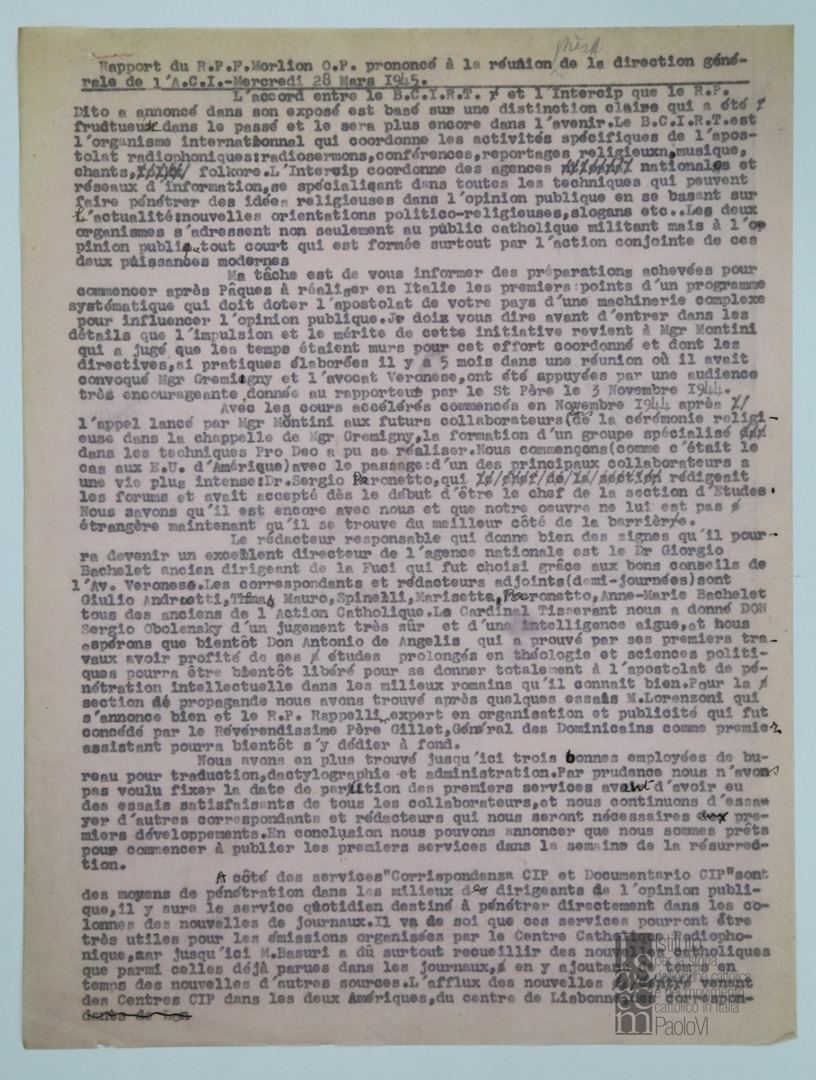 Rapport du R.P.F.Morlion O.P. prononcé à la réunion de la direction géné-
rale de l'A.C.I.-Mercredi 28 Mars 1945.
L'accord entre le B.C.I.R.T. et l'Intercip que le R.P.
Dito a annoncé dans son exposé est basé sur une distinction claire qui a été
fructueuse dans le passé et le sera plus encore dans l'avenir.Le B.C.I.R.T.est
l'organisme international qui coordonne les activités spécifiques de l'apos-
tolat radiophoniques:radiosermons,conférences,reportages religieuxn,musique,
chants, folkore.L'Intercip coordonne des agences nationales et
réseaux d'information,se spécialiqant dans toutes les techniques qui peuvent
faire pénétrer des idées religieuses dans l'opinion publique en se basant sur
L'actualité:nouvelles orientations politico-religieuses,slogans etc..Les deux
organismes s'adressent non seulement au public catholique militant mais à l'o
pinion publique tout court qui est formée surtout par l'action conjointe de ces
deux puissances modernes
Ma tâche est de vous informer des préparations achevées pour
commencer après Pâques à réaliser en Italie les premiers points d'un programme
systématique qui doit doter l'apostolat de votre pays d'une machinerie complexe
pour influencer l'opinion publique.Je doix vous dire avant d'entrer dans les
détails que l'impulsion et le mérite de cette initiative revient à Mgr Montini
qui a jugé que les temps étaient murs pour cet effort coordonné et dont les
directives,si pratiques élaborées il y a 5 mois dans une réunion où il avait
convoqué Mgr Gremigny et l'avocat Veronese,ont été appuyées par une audience
très encourageante donnée au rapporteur par le St Père le 3 Novembre 1944.
Avec les cours accélérés commencés en Novembre 1944 après
l'appel lancé par Mgr Montini aux futurs collaborateurs(de la cérémonie religi-
euse dans la chappelle de Mgr Gremigny,la formation d'un groupe spécialisé
dans les techniques Pro Deo a pu se réaliser.Nous commençons(comme c'était le
cas aux E.U. d'Amérique)avec le passage:d'un des principaux collaborateurs a
une vie plus intense:Dr.Sergio Paronetto,qui rédigeait
les forums et avait accepté dès le début d'être le chef de la section d'Etudes.
Nous savons qu'il est encore avec nous et que notre oeuvre ne lui est pas
étrangère maintenant qu'il se trouve du meilleur côté de la barrière.
Le rédacteur responsable qui donne bien des signes qu'il pour-
ra devenir un excellent directeur de l'agence nationale est le Dr Giorgio
Bachelet ancien dirigeant de la Fuci qui fut choisi grâce aux bons conseils de
l'Av. Veronese.Les correspondants et rédacteurs adjoints(demi-journées)sont
Giulio Andreotti, Mauro,Spinelli,Marisetta,Paronetto,Anne-Marie Bachelet
tous des anciens de l'Action Catholique.Le Cardinal Tisserant nous a donné DON
Sergio Obolensky d'un jugement très sûr et d'une intelligence aigue,et nous
espérons que bientôt Don Antonio de Angelis qui a prouvé par ses premiers tra-
vaux avoir profité de ses études prolongés en théologie et sciences politi-
ques pourra être bientôt libéré pour se donner totalement à l'apostolat de pé-
nétration intellectuelle dans les milieux romains qu'il connait bien.Pour la
section de propagande nous avons trouvé après quelques essais M.Lorenzoni qui
s'annonce bien et le R.P. Rappelli,expert en organisation et publicité qui fut
concédé par le Révérendissime Père Gillet,Général des Dominicains comme premier
assistant pourra bientôt s'y dédier à fond.
Nous avons en plus trouvé jusqu'ici trois bonnes employées de bu-
reau pour traduction,dactylographie et administration.Par prudence nous n'avons
pas voulu fixer la date de parution des premiers services avant d'avoir eu
des essais satisfaisants de tous les collaborateurs,et nous continuons d'essa
yer d'autres correspondants et rédacteurs qui nous seront nécessaires aux pre-
miers développements.En conclusion nous pouvons annoncer que nous sommes prêts
pour commencer à publier les premiers services dans la semaine de la résurrec-
tion.
A côté des services"Corrispondenza CIP et Documentario CIP"sont
des moyens de pénétration dans les milieux des dirigeants de l'opinion publi-
que,il y aura le service quotidien destiné à pénétrer directement dans les co-
lonnes des nouvelles de journaux.Il va de soi que ces services pourront être
très utiles pour les émissions organisées par le Centre Catholique Radiopho-
nique,car jusqu'ici M.Basuri a dû surtout recueillir des nouvelles catholiques
que parmi celles déjà parues dans les journaux, en y ajoutant de temps en
temps des nouvelles d'autres sources.L'afflux des nouvelles venant
des Centres CIP dans les deux Amériques,du centre de Lisbonne correspon-
dants de Lon
Istituto
per la storia
dell'Azione cattolica
e del movimento
cattolico in Italia
Paolo VI